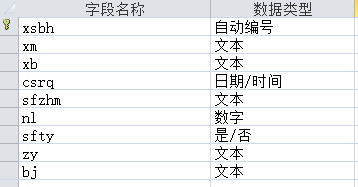 字段名称 数据类型
xsbh 自动编号
xm 文本
xb 文本
csrq 日期/时间
sfzhm 文本
nl 数字
sfty 是/否
zy 文本
bj 文本